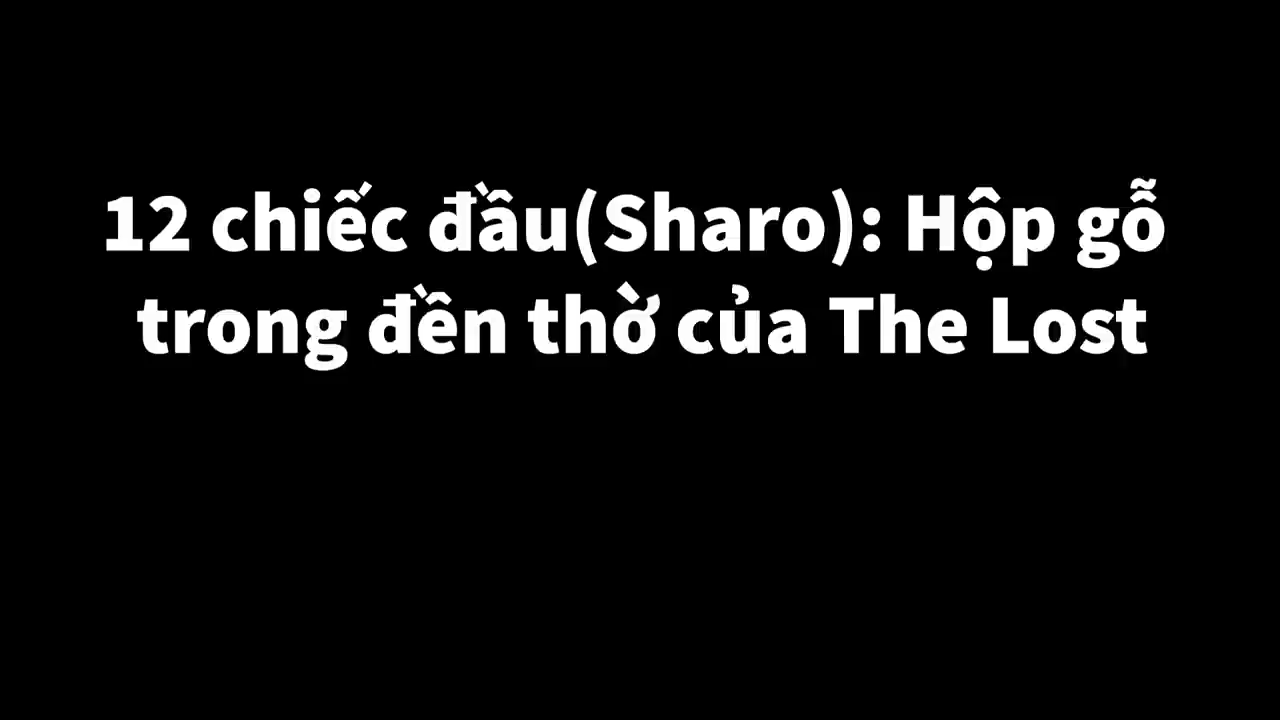 12 chiếc đầu(Sharo): Hộp gỗ
trong đền thờ của The Lost